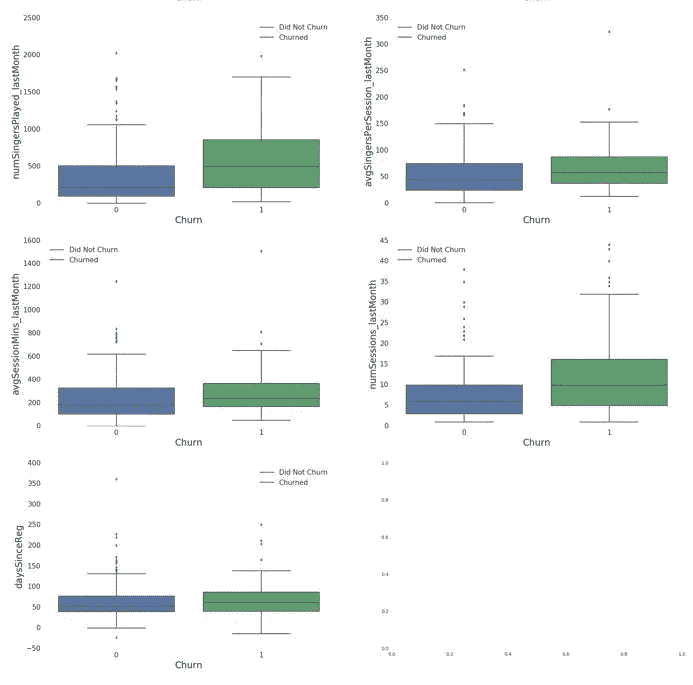 2500
2000
1500
1000
500
0
numSingersPlayed_lastMonth
Did Not Churn
Churned
0 1
Churn
350
300
250
200
150
100
50
0
avgSingersPerSession_lastMonth
Did Not Churn
Churned
0 1
Churn
1600
1400
1200
1000
800
600
400
200
0
avgSessionMins_lastMonth
Did Not Churn
Churned
0 1
Churn
45
40
35
30
25
20
15
10
5
0
numSessions_lastMonth
Did Not Churn
Churned
0 1
Churn
400
350
300
250
200
150
100
50
0
−50
daysSinceReg
Did Not Churn
Churned
0 1
Churn
1.0
0.8
0.6
0.4
0.2
0.0
0.0 0.2 0.4 0.6 0.8 1.0